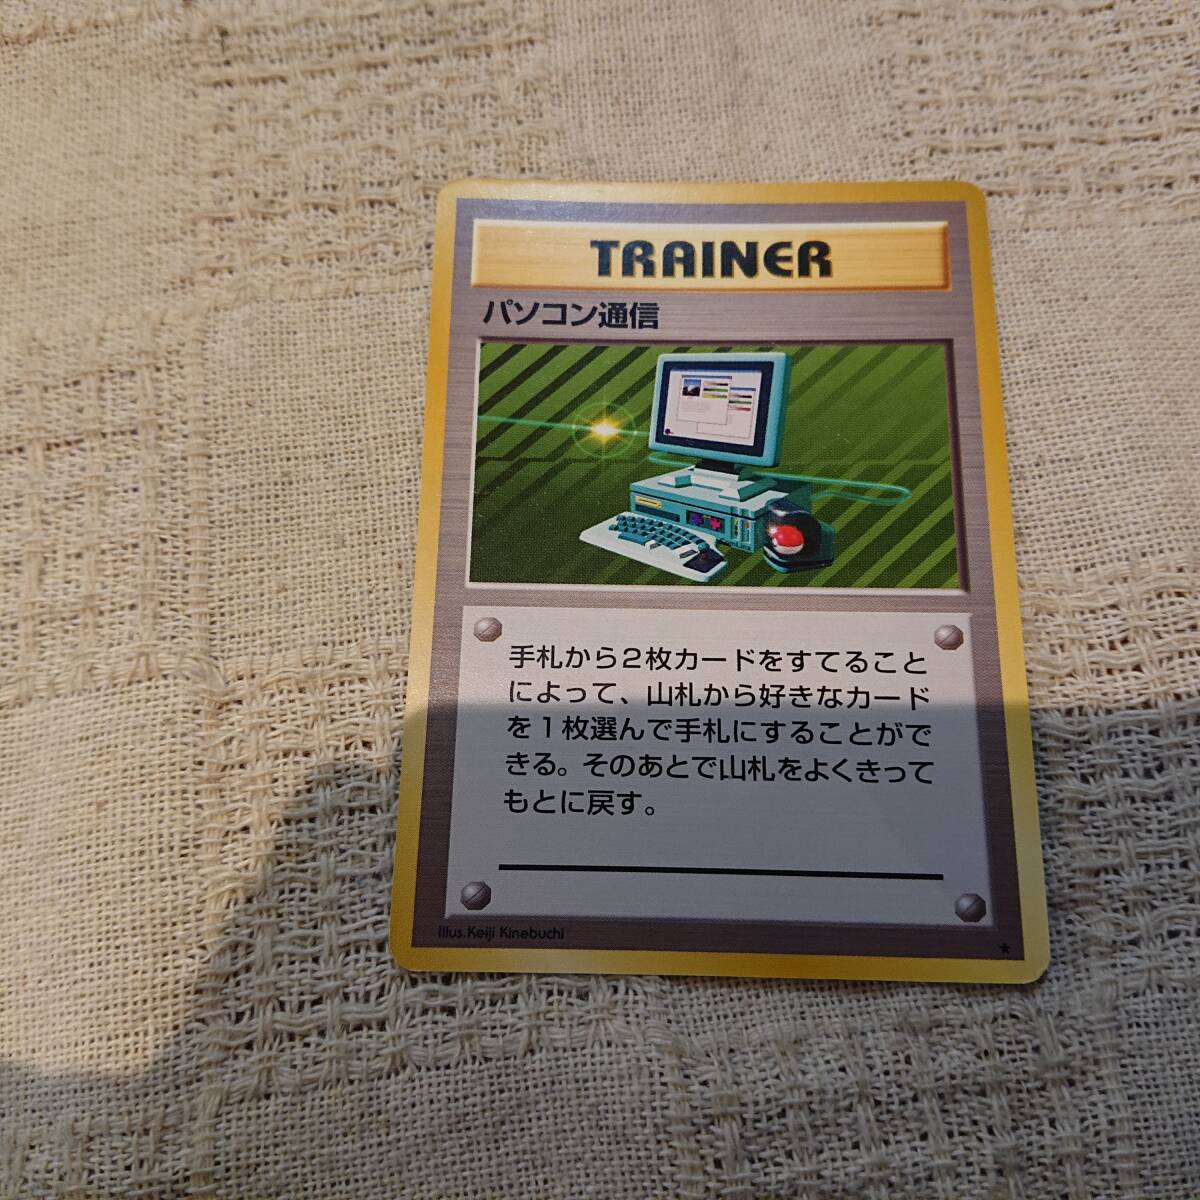 TRAINER
パソコン通信
手札から2枚カードをすてること
によって、山札から好きなカード
を1枚選んで手札にすることがで
きる。そのあとで山札をよくきって
もとに戻す。
Illus. Keiji Kinebuchi
★